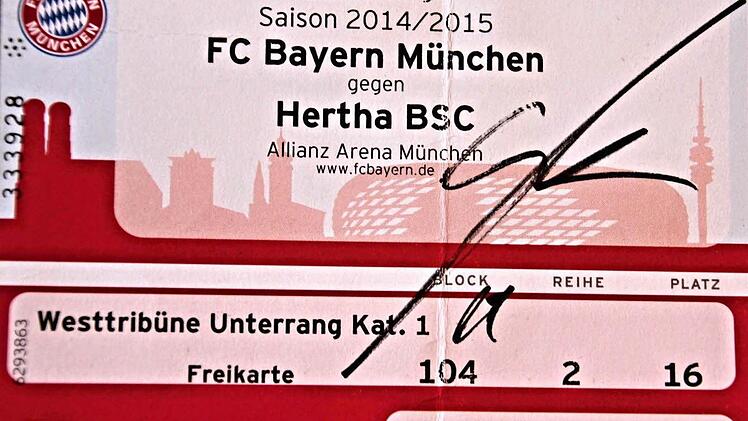 Saison 2014/2015
FC Bayern München
gegen
Hertha BSC
Allianz Arena München
www.fcbayern.de
MÜNCHEN
333928
BLOCK REIHE PLATZ
Westtribüne Unterrang Kat. 1
Freikarte 104 2 16
6293863